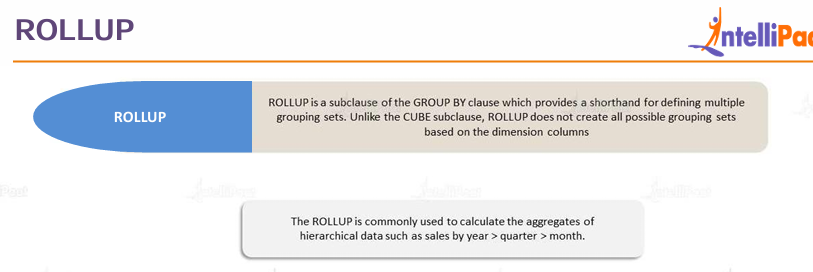 ROLLUP
IntelliPaa
ROLLUP
ROLLUP is a subclause of the GROUP BY clause which provides a shorthand for defining multiple
grouping sets. Unlike the CUBE subclause, ROLLUP does not create all possible grouping sets
based on the dimension columns
The ROLLUP is commonly used to calculate the aggregates of
hierarchical data such as sales by year > quarter > month.